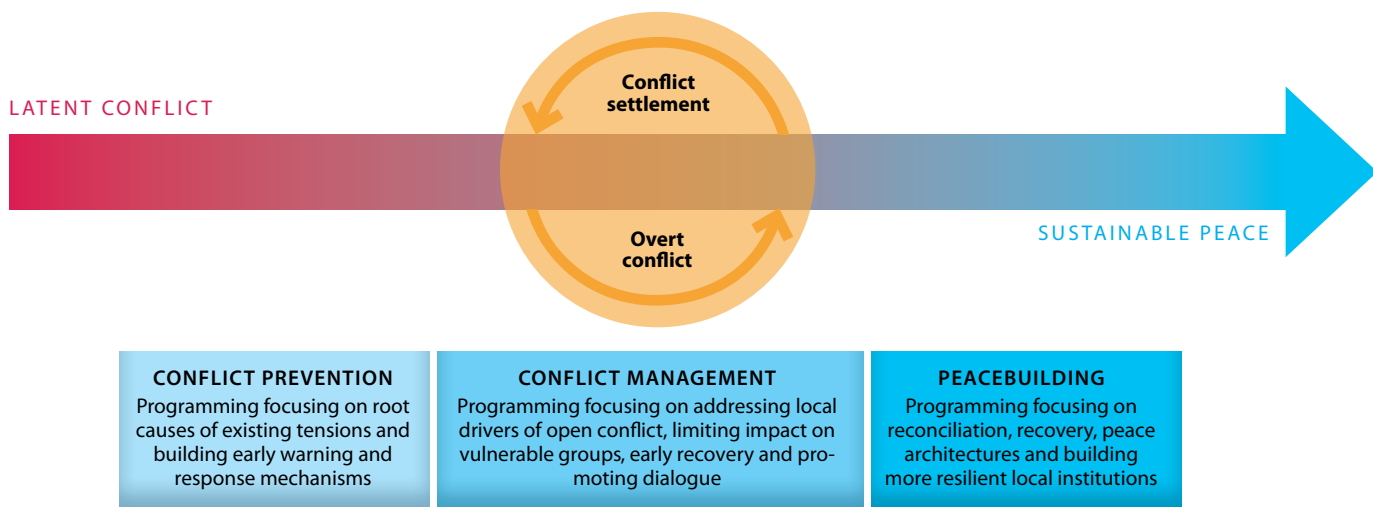 Conflict
settlement
LATENT CONFLICT
Overt
conflict
SUSTAINABLE PEACE
CONFLICT PREVENTION
Programming focusing on root
causes of existing tensions and
building early warning and
response mechanisms
CONFLICT MANAGEMENT
Programming focusing on addressing local
drivers of open conflict, limiting impact on
vulnerable groups, early recovery and pro-
moting dialogue
PEACEBUILDING
Programming focusing on
reconciliation, recovery, peace
architectures and building
more resilient local institutions